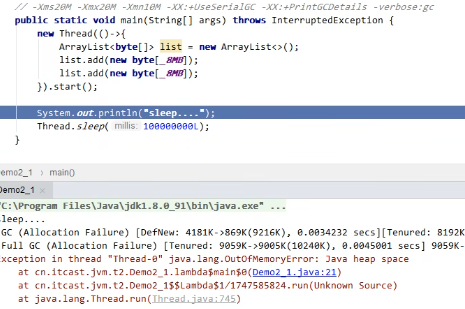 // -Xms20M -Xmx20M -Xmn10M -XX:+UseSerialGC -XX:+PrintGCDetails -verbose:gc
public static void main(String[] args) throws InterruptedException {
new Thread(()->{
ArrayList<byte[]> list = new ArrayList<>();
list.add(new byte[_8MB]);
list.add(new byte[_8MB]);
}).start();
System.out.println("sleep....");
Thread.sleep( millis: 100000000L);
}
emo2_1 › main()
Demo2_1 ×
"C:\Program Files\Java\jdk1.8.0_91\bin\java.exe" ...
sleep....
GC (Allocation Failure) [DefNew: 4181K->869K(9216K), 0.0034232 secs][Tenured: 8192K
Full GC (Allocation Failure) [Tenured: 9059K->9005K(10240K), 0.0045001 secs] 9059K-
xception in thread "Thread-0" java.lang.OutOfMemoryError: Java heap space
at cn.itcast.jvm.t2.Demo2_1.lambda$main$0(Demo2_1.java:21)
at cn.itcast.jvm.t2.Demo2_1$$Lambda$1/1747585824.run(Unknown Source)
at java.lang.Thread.run(Thread.java:745)